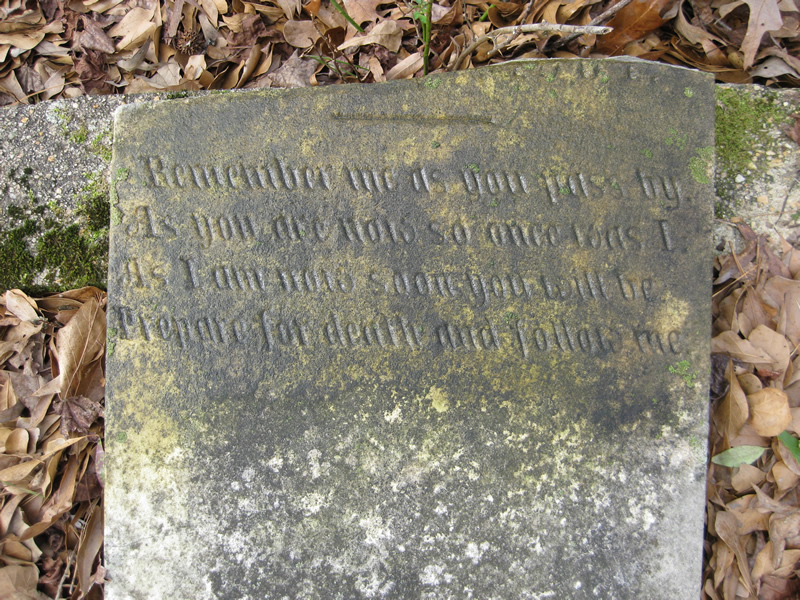 Remember me as you pass by.
As you are now so once was I.
As I am now soon you will be
Prepare for death and follow me